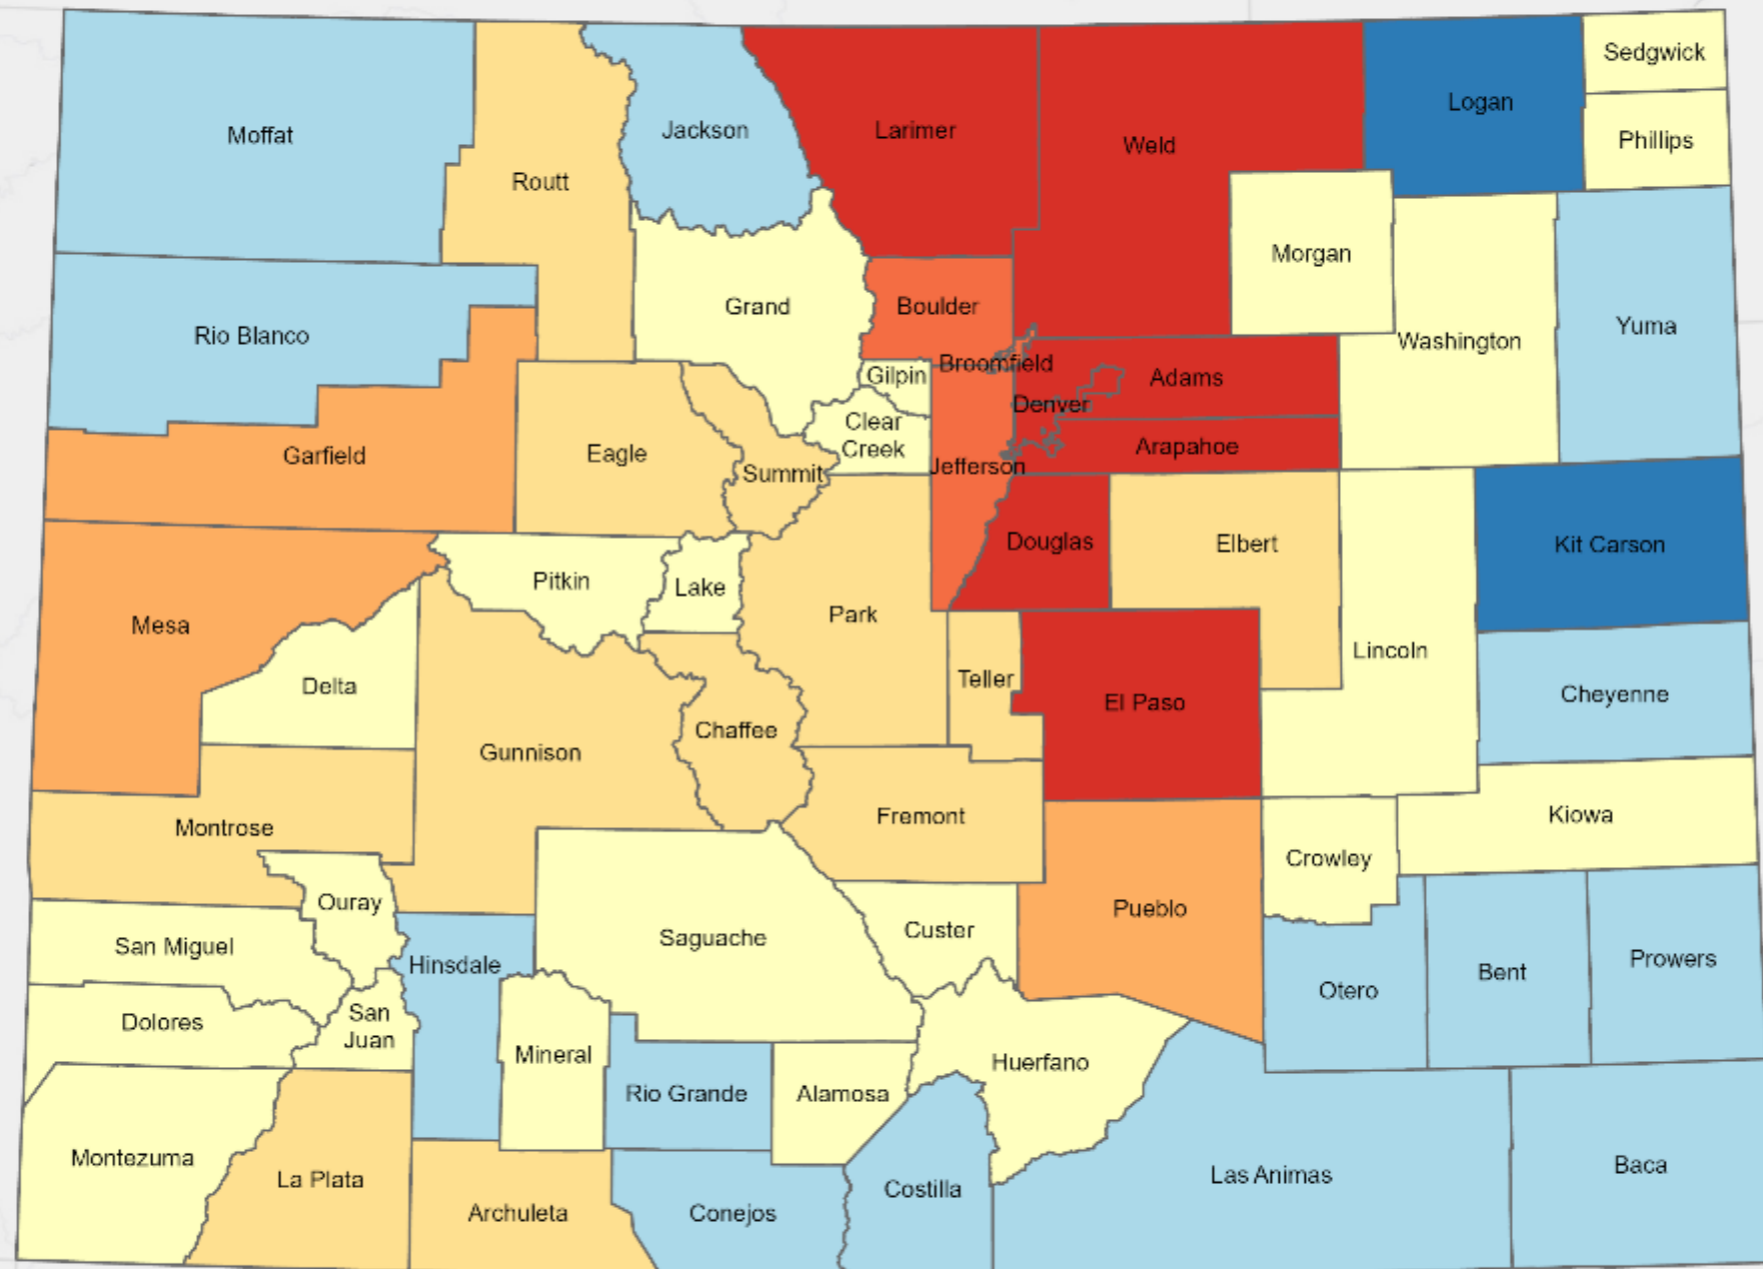 Sedgwick
Logan
Moffat
Jackson
Larimer
Weld
Phillips
Routt
Morgan
Grand
Boulder
Rio Blanco
Yuma
Washington
Broomfield
Gilpin
Adams
Denver
Clear
Creek
Arapahoe
Garfield
Eagle
Summit
Jefferson
Douglas
Elbert
Kit Carson
Pitkin
Lake
Park
Mesa
Lincoln
Delta
Teller
Cheyenne
El Paso
Chaffee
Gunnison
Fremont
Kiowa
Montrose
Crowley
Ouray
Pueblo
Custer
Saguache
San Miguel
Prowers
Hinsdale
Bent
Otero
San
Juan
Dolores
Mineral
Huerfano
Rio Grande
Alamosa
Montezuma
Baca
Las Animas
La Plata
Costilla
Archuleta
Conejos